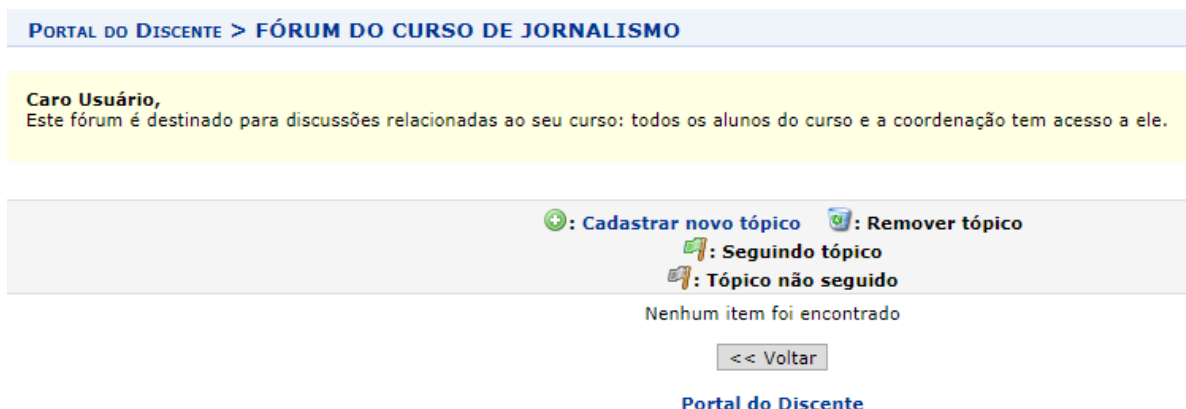 Portal do Discente > FÓRUM DO CURSO DE JORNALISMO
Caro Usuário,
Este fórum é destinado para discussões relacionadas ao seu curso: todos os alunos do curso e a coordenação tem acesso a ele.
: Cadastrar novo tópico : Remover tópico
: Seguindo tópico
: Tópico não seguido
Nenhum item foi encontrado
<< Voltar
Portal do Discente